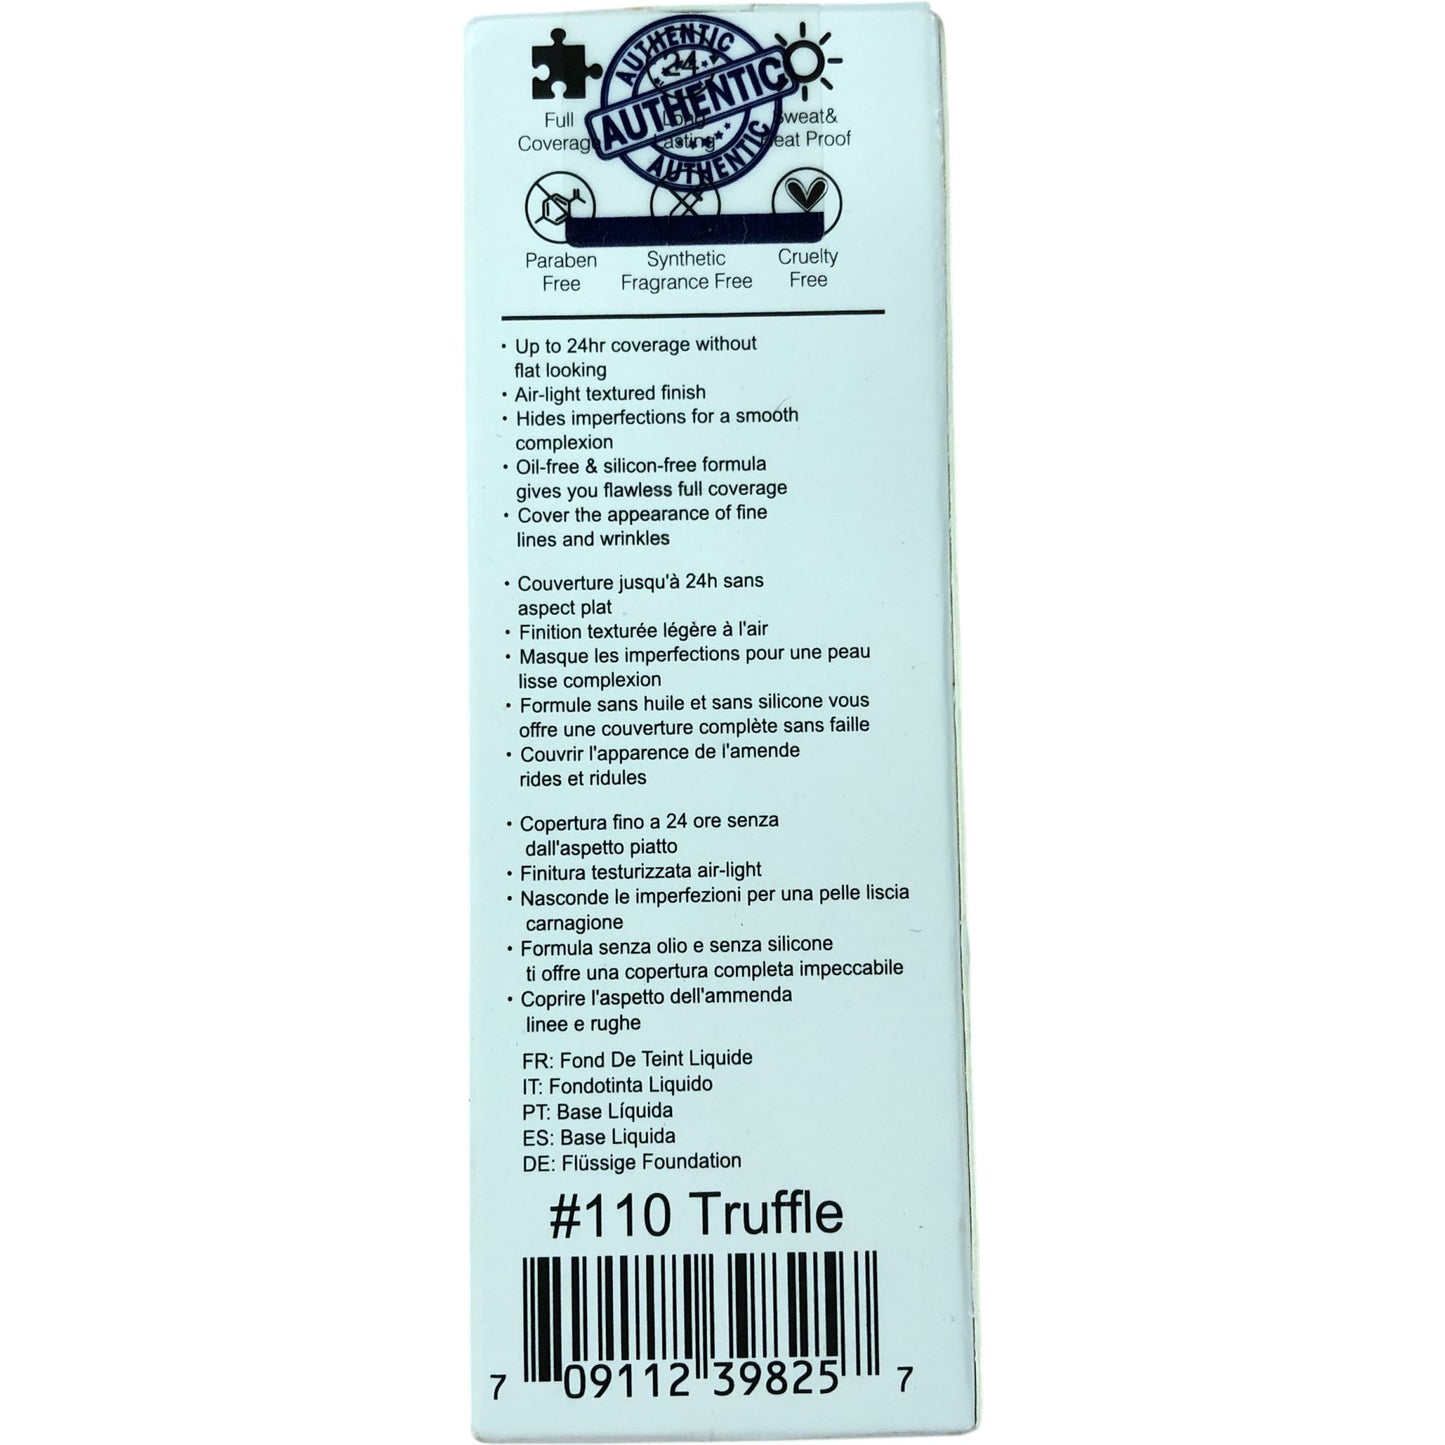 AUTHENTIC
24
AUTHENTIC
AUTHENTIC
Full
Coverage
Long
Lasting
Sweat&
Heat Proof
Paraben
Free
Synthetic
Fragrance Free
Cruelty
Free
• Up to 24hr coverage without
flat looking
• Air-light textured finish
• Hides imperfections for a smooth
complexion
• Oil-free & silicon-free formula
gives you flawless full coverage
• Cover the appearance of fine
lines and wrinkles
• Couverture jusqu'à 24h sans
aspect plat
• Finition texturée légère à l'air
• Masque les imperfections pour une peau
lisse complexion
• Formule sans huile et sans silicone vous
offre une couverture complète sans faille
• Couvrir l'apparence de l'amende
rides et ridules
• Copertura fino a 24 ore senza
dall'aspetto piatto
• Finitura testurizzata air-light
• Nasconde le imperfezioni per una pelle liscia
carnagione
• Formula senza olio e senza silicone
ti offre una copertura completa impeccabile
• Coprire l'aspetto dell'ammenda
linee e rughe
FR: Fond De Teint Liquide
IT: Fondotinta Liquido
PT: Base Líquida
ES: Base Liquida
DE: Flüssige Foundation
#110 Truffle
7 09112 39825 7